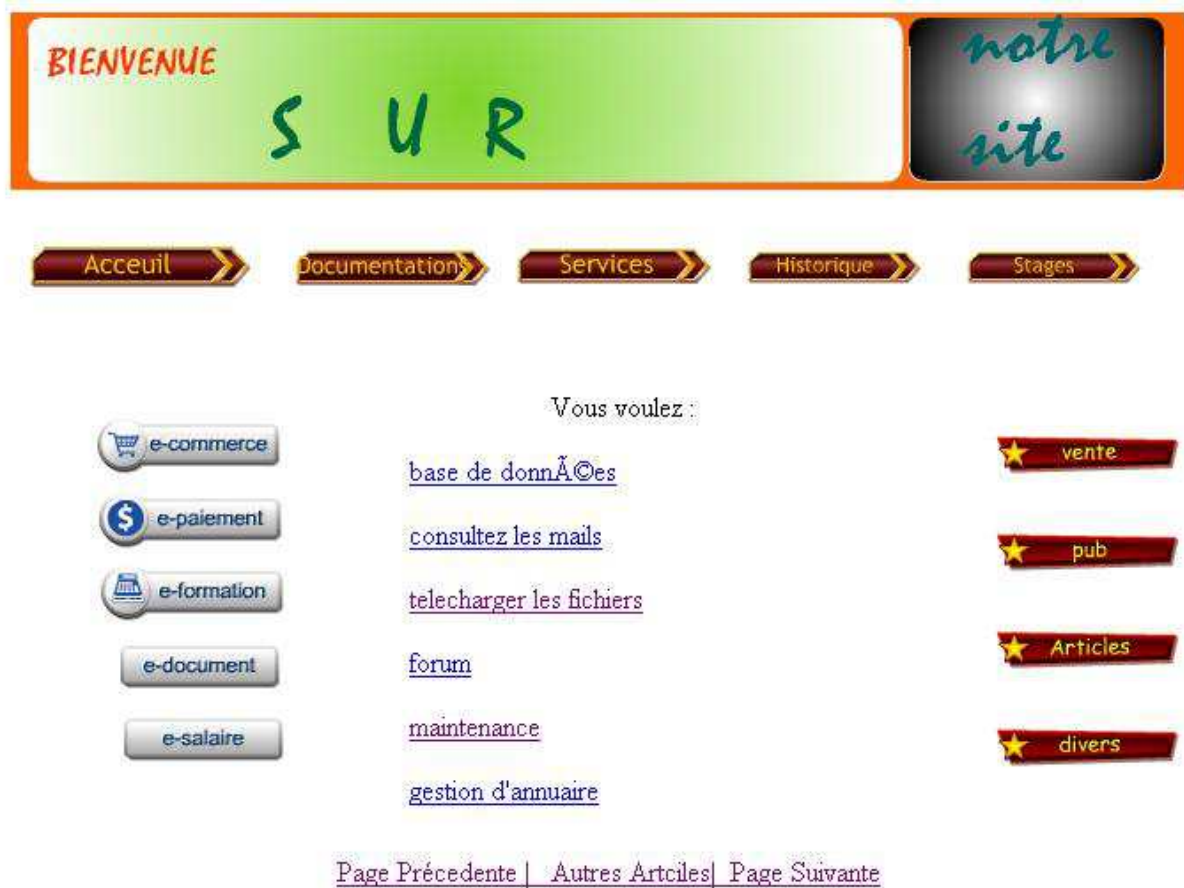 BIENVENUE
S U R
notre
site
Acceuil
Documentations
Services
Historique
Stages
e-commerce
e-paiement
e-formation
e-document
e-salaire
Vous voulez :
base de donnÃ©es
consultez les mails
telecharger les fichiers
forum
maintenance
gestion d'annuaire
vente
pub
Articles
divers
Page Précedente | Autres Artciles| Page Suivante